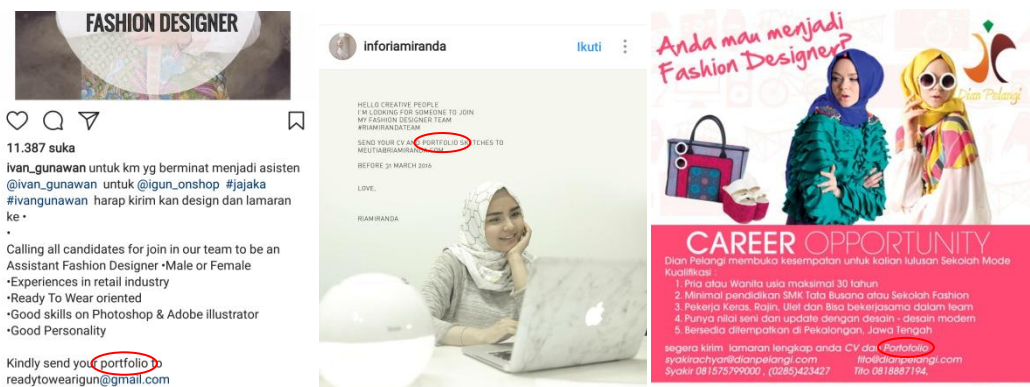 FASHION DESIGNER
11.387 suka
ivan_gunawan untuk km yg berminat menjadi asisten
@ivan_gunawan untuk @igun_onshop #jajaka
#ivangunawan harap kirim kan design dan lamaran
ke •
•
Calling all candidates for join in our team to be an
Assistant Fashion Designer •Male or Female
•Experiences in retail industry
•Ready To Wear oriented
•Good skills on Photoshop & Adobe illustrator
•Good Personality
Kindly send your portfolio to
readytowearigun@gmail.com
inforiamiranda
Ikuti
HELLO CREATIVE PEOPLE
I'M LOOKING FOR SOMEONE TO JOIN
MY FASHION DESIGNER TEAM
#RIAMIRANDATEAM
SEND YOUR CV AND PORTFOLIO SKETCHES TO
MEUTIA@RIAMIRANDA.COM
BEFORE 31 MARCH 2016
LOVE,
RIAMIRANDA
Anda mau menjadi
Fashion Designer?
Dian Pelangi
CAREER OPPORTUNITY
Dian Pelangi membuka kesempatan untuk kalian lulusan Sekolah Mode
Kualifikasi :
1. Pria atau Wanita usia maksimal 30 tahun
2. Minimal pendidikan SMK Tata Busana atau Sekolah Fashion
3. Pekerja Keras, Rajin, Ulet dan Bisa bekerjasama dalam team
4. Punya nilai seni dan update dengan desain - desain modern
5. Bersedia ditempatkan di Pekalongan, Jawa Tengah
segera kirim lamaran lengkap anda CV dan Portofolio
syakirachyar@dianpelangi.com tito@dianpelangi.com
Syakir 081575799000 , (0285)423427 Tito 0818887194,